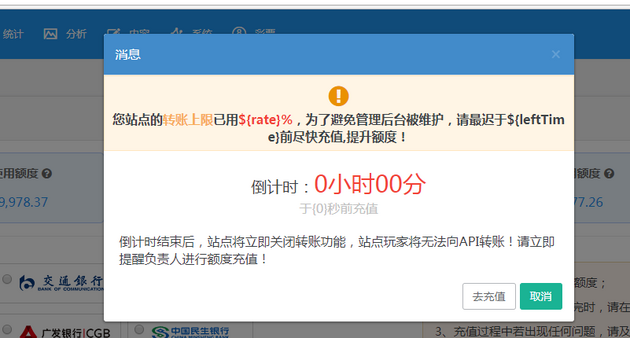 统计 分析 内容 系统 彩票
消息 ×
您站点的转账上限已用${rate}%，为了避免管理后台被维护，请最迟于${leftTim
e}前尽快充值,提升额度！
使用额度
9,978.37
77.26
倒计时：0小时00分
于{0}秒前充值
倒计时结束后，站点将立即关闭转账功能，站点玩家将无法向API转账！请立即
提醒负责人进行额度充值！
去充值 取消
交通银行
BANK OF COMMUNICATION
广发银行|CGB
中国民生银行
额度；
充时，请在
3、充值过程中若出现任何问题，请及